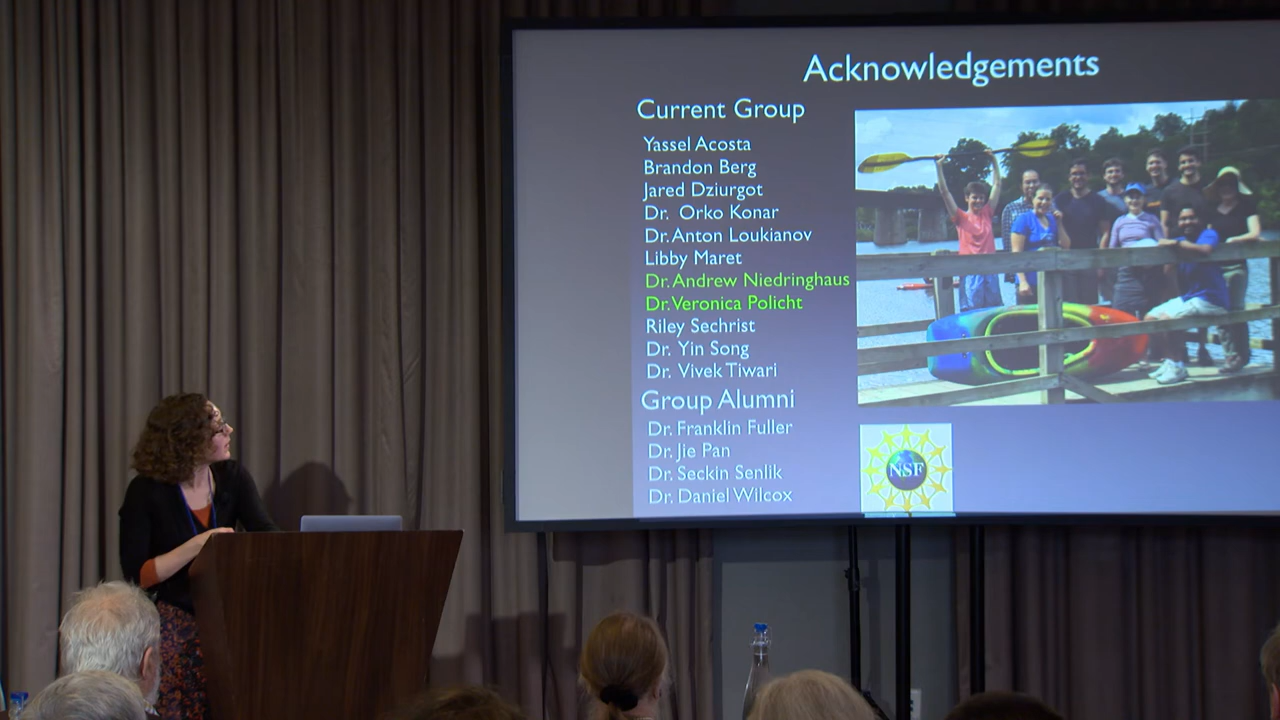 Acknowledgements
Current Group
Yassel Acosta
Brandon Berg
Jared Dziurgot
Dr. Orko Konar
Dr. Anton Loukianov
Libby Maret
Dr. Andrew Niedringhaus
Dr. Veronica Policht
Riley Sechrist
Dr. Yin Song
Dr. Vivek Tiwari
Group Alumni
Dr. Franklin Fuller
Dr. Jie Pan
Dr. Seckin Senlik
Dr. Daniel Wilcox
NSF